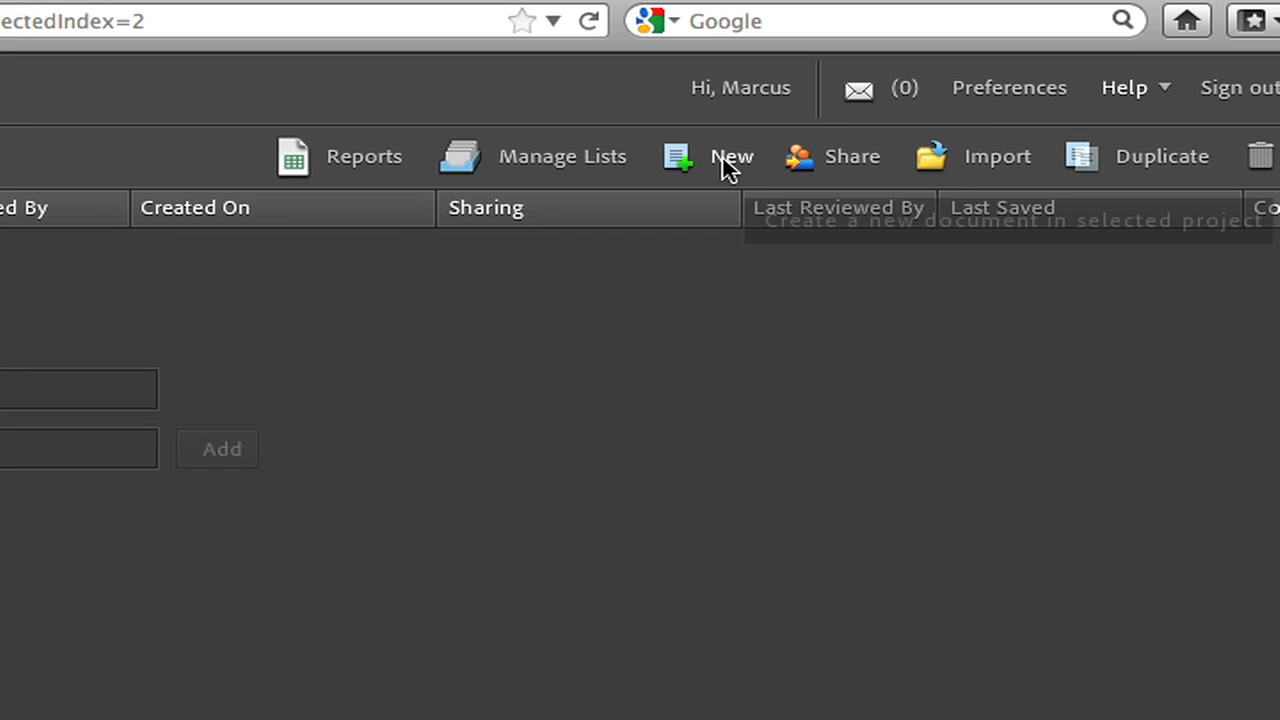 ectedIndex=2 Google
Hi, Marcus (0) Preferences Help Sign out
Reports Manage Lists New Share Import Duplicate
ed By Created On Sharing Last Reviewed By Last Saved Co
Create a new document in selected project
Add